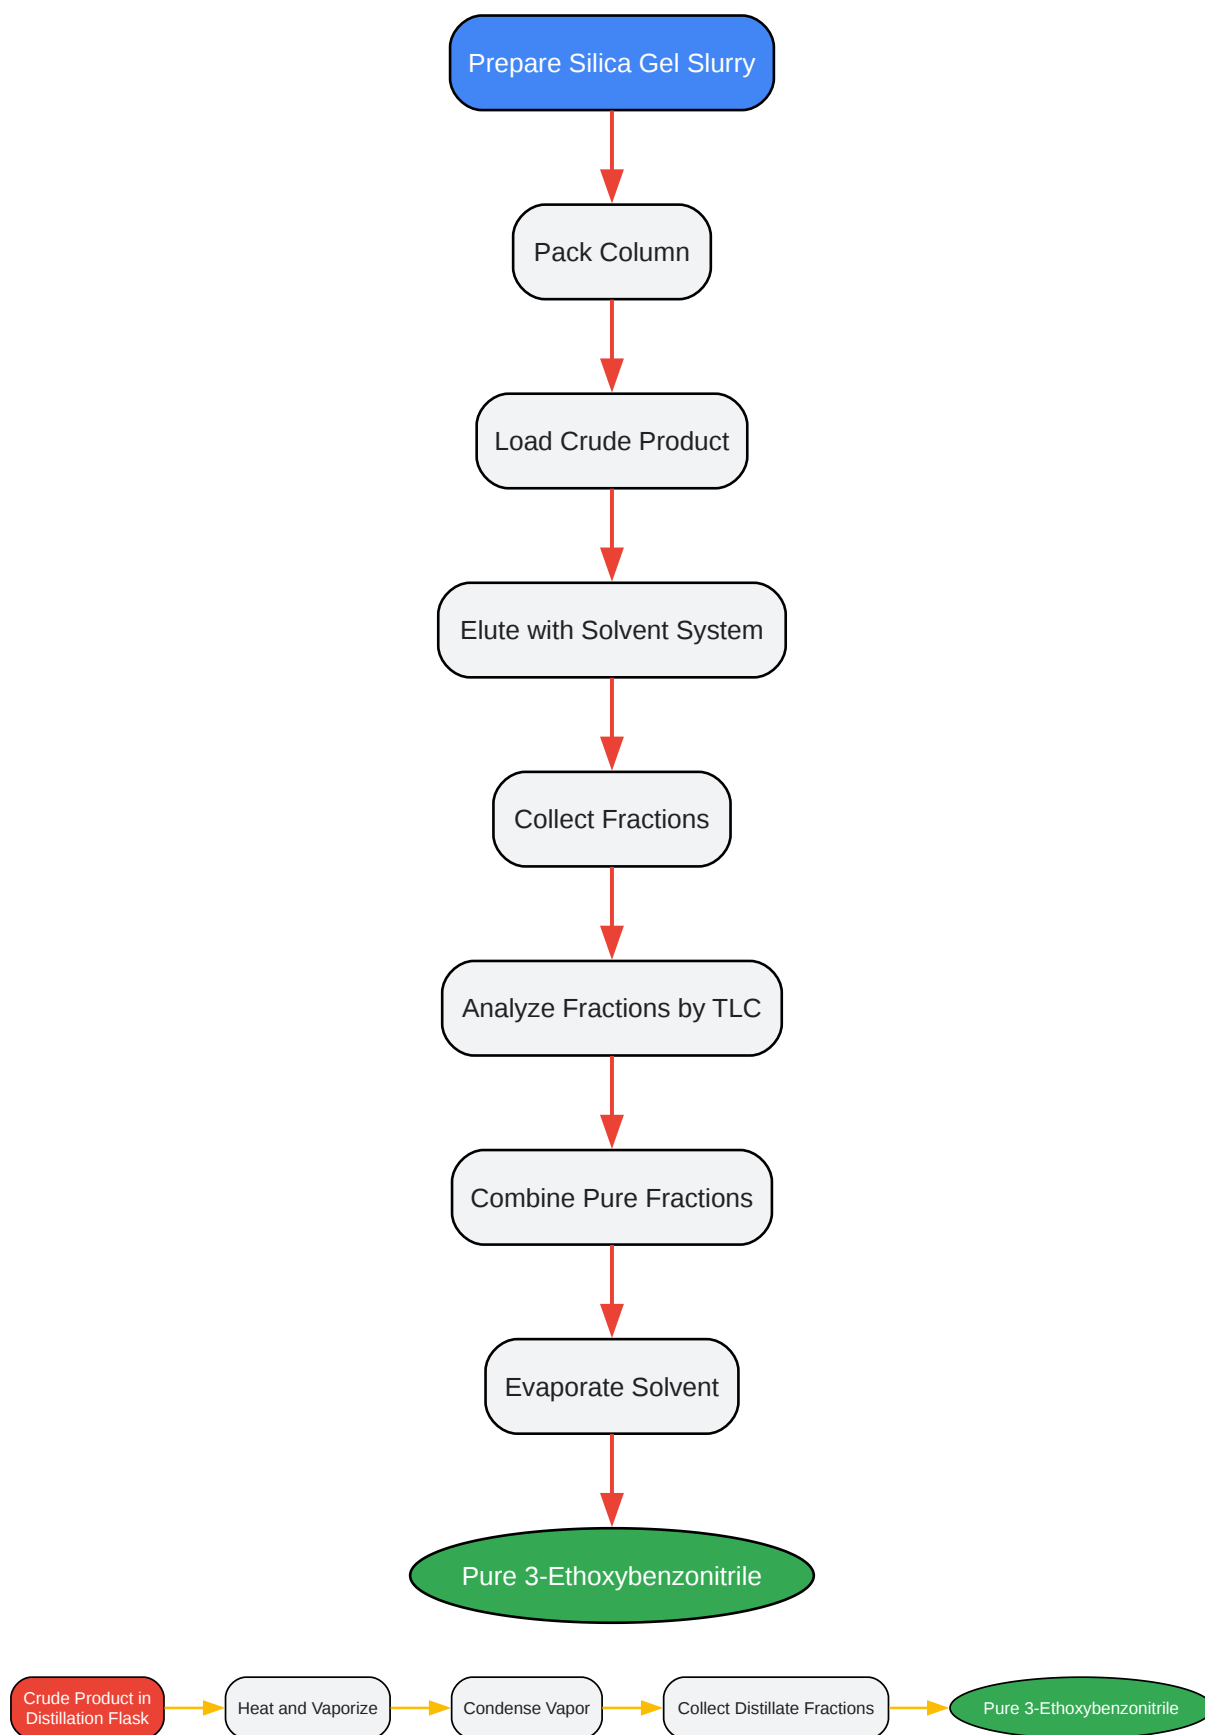 Prepare Silica Gel Slurry
Pack Column
Load Crude Product
Elute with Solvent System
Collect Fractions
Analyze Fractions by TLC
Combine Pure Fractions
Evaporate Solvent
Pure 3-Ethoxybenzonitrile
Crude Product in
Distillation Flask
Heat and Vaporize
Condense Vapor
Collect Distillate Fractions
Pure 3-Ethoxybenzonitrile